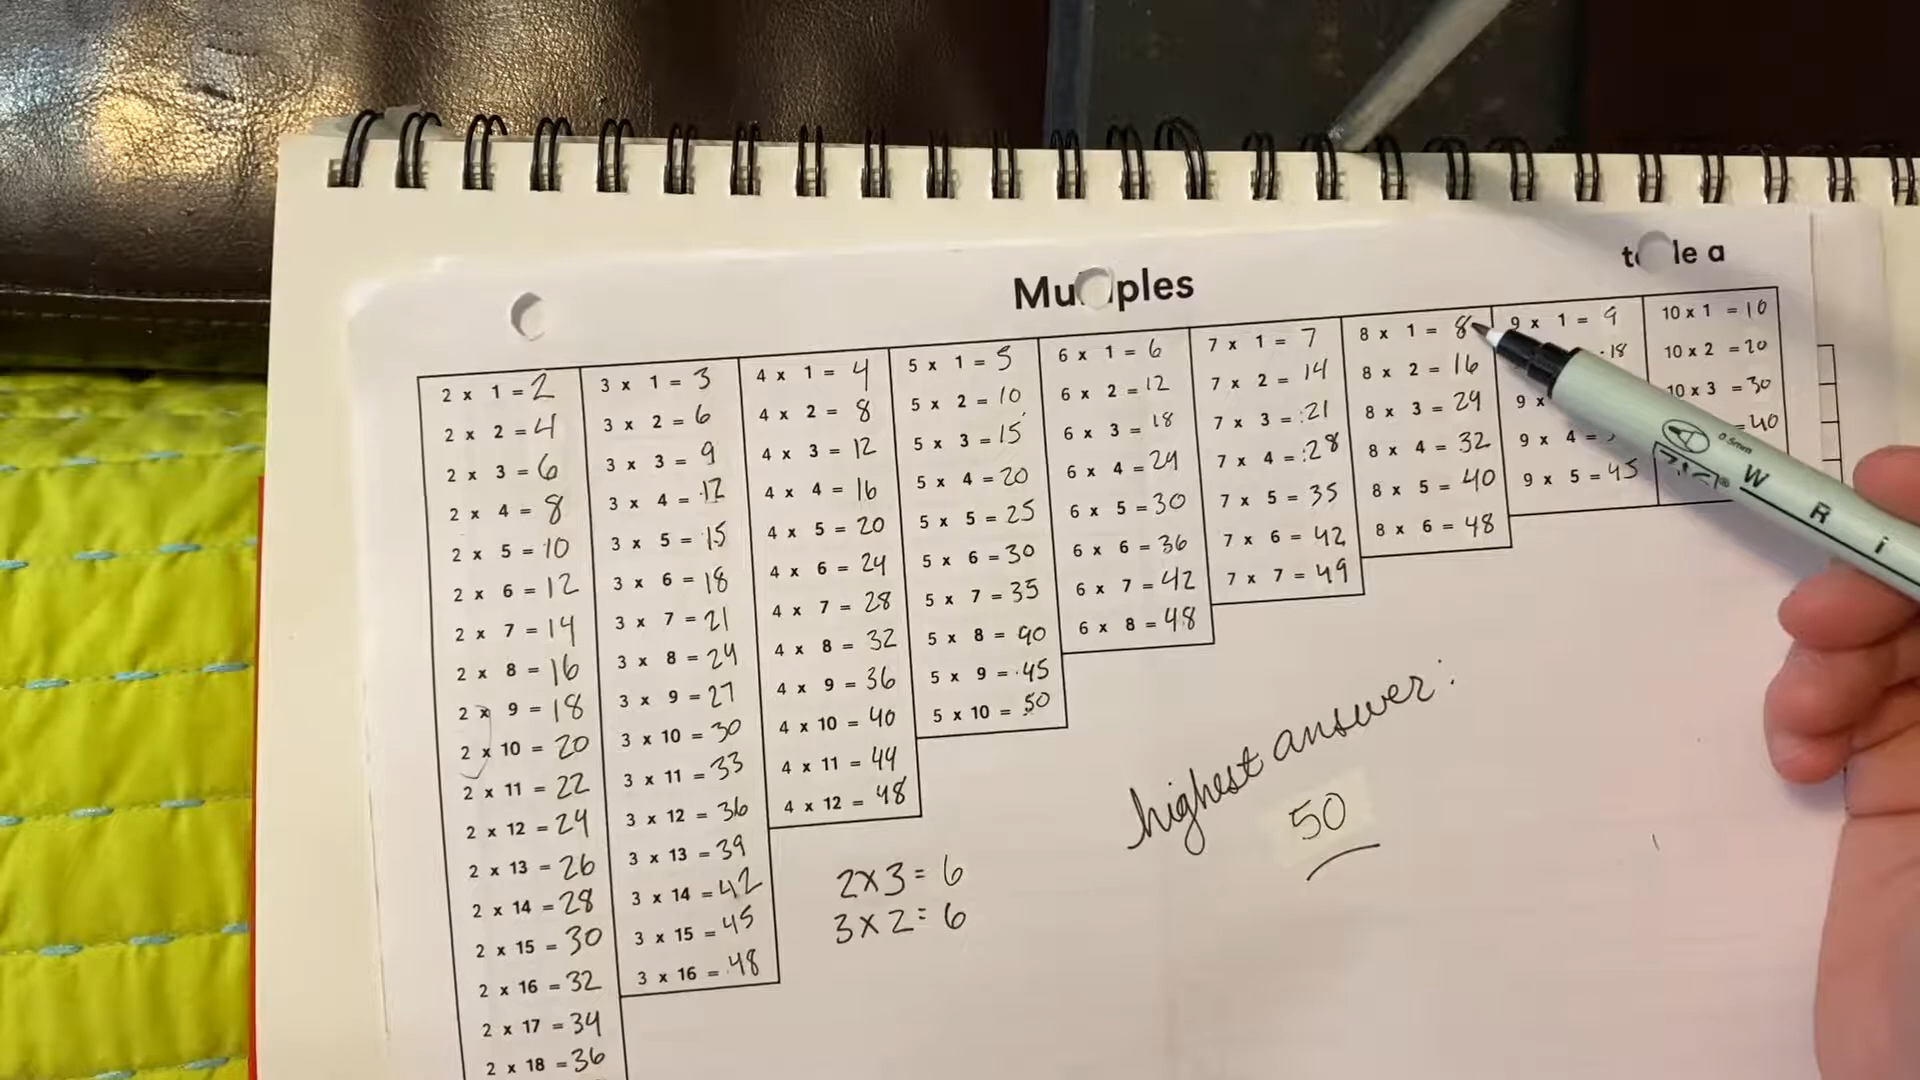 Mu ples
t le a
2 x 1 = 2
2 x 2 = 4
2 x 3 = 6
2 x 4 = 8
2 x 5 = 10
2 x 6 = 12
2 x 7 = 14
2 x 8 = 16
2 x 9 = 18
2 x 10 = 20
2 x 11 = 22
2 x 12 = 24
2 x 13 = 26
2 x 14 = 28
2 x 15 = 30
2 x 16 = 32
2 x 17 = 34
2 x 18 = 36
3 x 1 = 3
3 x 2 = 6
3 x 3 = 9
3 x 4 = 12
3 x 5 = 15
3 x 6 = 18
3 x 7 = 21
3 x 8 = 24
3 x 9 = 27
3 x 10 = 30
3 x 11 = 33
3 x 12 = 36
3 x 13 = 39
3 x 14 = 42
3 x 15 = 45
3 x 16 = 48
4 x 1 = 4
4 x 2 = 8
4 x 3 = 12
4 x 4 = 16
4 x 5 = 20
4 x 6 = 24
4 x 7 = 28
4 x 8 = 32
4 x 9 = 36
4 x 10 = 40
4 x 11 = 44
4 x 12 = 48
5 x 1 = 5
5 x 2 = 10
5 x 3 = 15
5 x 4 = 20
5 x 5 = 25
5 x 6 = 30
5 x 7 = 35
5 x 8 = 40
5 x 9 = 45
5 x 10 = 50
6 x 1 = 6
6 x 2 = 12
6 x 3 = 18
6 x 4 = 24
6 x 5 = 30
6 x 6 = 36
6 x 7 = 42
6 x 8 = 48
7 x 1 = 7
7 x 2 = 14
7 x 3 = 21
7 x 4 = 28
7 x 5 = 35
7 x 6 = 42
7 x 7 = 49
8 x 1 = 8
8 x 2 = 16
8 x 3 = 24
8 x 4 = 32
8 x 5 = 40
8 x 6 = 48
9 x 1 = 9
18
9 x
9 x 4 =
9 x 5 = 45
10 x 1 = 10
10 x 2 = 20
10 x 3 = 30
= 40
2 x 3 = 6
3 x 2 = 6
highest answer:
50
0.5mm
W R i